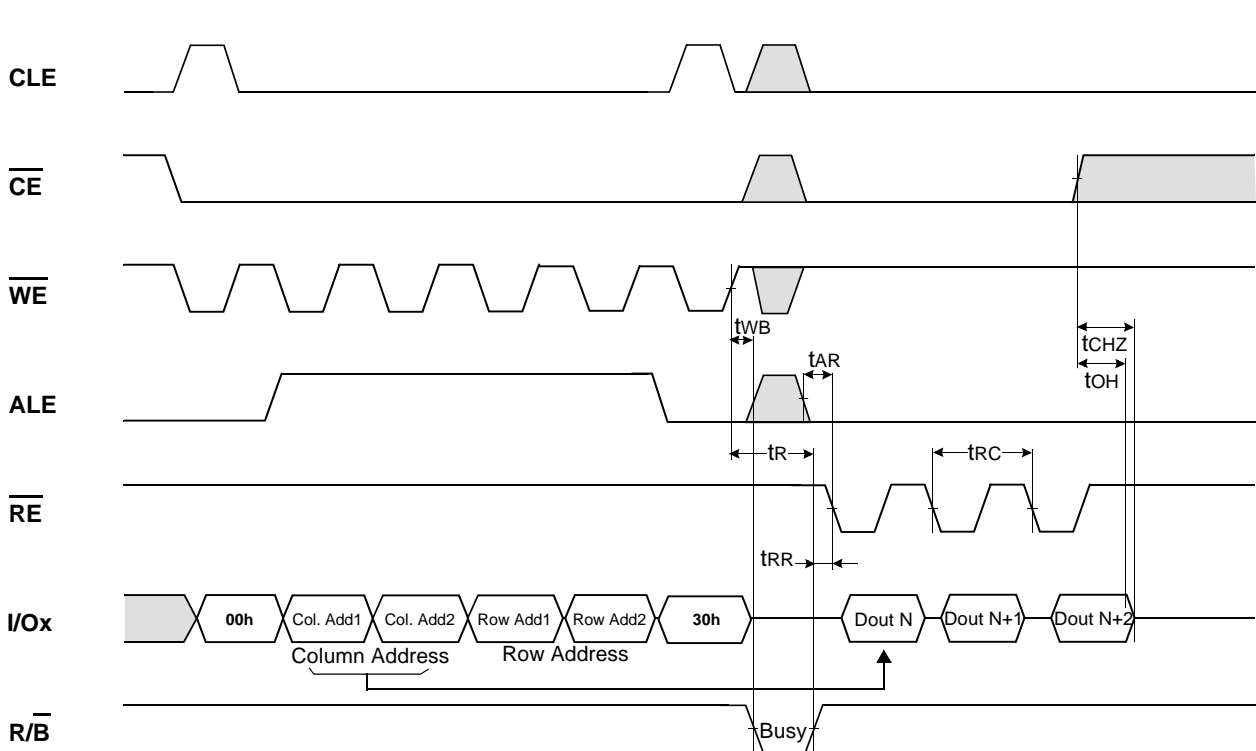 CLE
CE
WE
tWB
tCHZ
tAR
tOH
ALE
tR
tRC
RE
tRR
I/Ox
00h
Col. Add1
Col. Add2
Row Add1
Row Add2
30h
Dout N
Dout N+1
Dout N+2
Column Address
Row Address
R/B
Busy